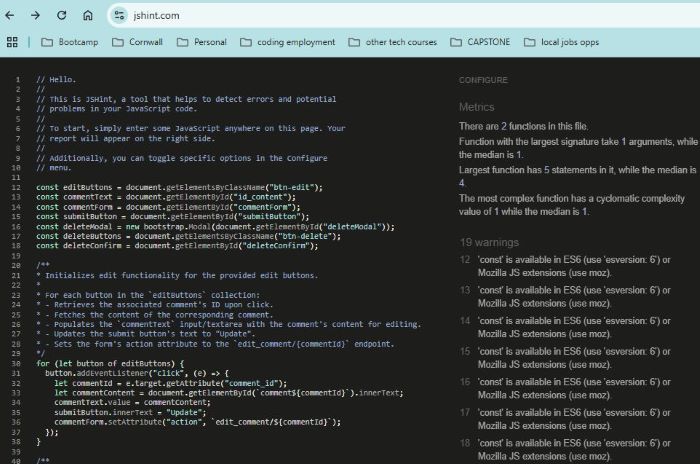 jshint.com
Bootcamp Cornwall Personal coding employment other tech courses CAPSTONE local jobs opps
1 // Hello.
2 //
3 // This is JSHint, a tool that helps to detect errors and potential
4 // problems in your JavaScript code.
5 //
6 // To start, simply enter some JavaScript anywhere on this page. Your
7 // report will appear on the right side.
8 //
9 // Additionally, you can toggle specific options in the Configure
10 // menu.
11
12 const editButtons = document.getElementsByClassName("btn-edit");
13 const commentText = document.getElementById("id_content");
14 const commentForm = document.getElementById("commentForm");
15 const submitButton = document.getElementById("submitButton");
16 const deleteModal = new bootstrap.Modal(document.getElementById("deleteModal"));
17 const deleteButtons = document.getElementsByClassName("btn-delete");
18 const deleteConfirm = document.getElementById("deleteConfirm");
19
20 /**
21 * Initializes edit functionality for the provided edit buttons.
22 *
23 * For each button in the `editButtons` collection:
24 * - Retrieves the associated comment's ID upon click.
25 * - Fetches the content of the corresponding comment.
26 * - Populates the `commentText` input/textarea with the comment's content for editing.
27 * - Updates the submit button's text to "Update".
28 * - Sets the form's action attribute to the `edit_comment/{commentId}` endpoint.
29 */
30 for (let button of editButtons) {
31 button.addEventListener("click", (e) => {
32 let commentId = e.target.getAttribute("comment_id");
33 let commentContent = document.getElementById(`comment${commentId}`).innerText;
34 commentText.value = commentContent;
35 submitButton.innerText = "Update";
36 commentForm.setAttribute("action", `edit_comment/${commentId}`);
37 });
38 }
39
40 /**
CONFIGURE
Metrics
There are 2 functions in this file.
Function with the largest signature take 1 arguments, while
the median is 1.
Largest function has 5 statements in it, while the median is
4.
The most complex function has a cyclomatic complexity
value of 1 while the median is 1.
19 warnings
12 'const' is available in ES6 (use 'esversion: 6') or
Mozilla JS extensions (use moz).
13 'const' is available in ES6 (use 'esversion: 6') or
Mozilla JS extensions (use moz).
14 'const' is available in ES6 (use 'esversion: 6') or
Mozilla JS extensions (use moz).
15 'const' is available in ES6 (use 'esversion: 6') or
Mozilla JS extensions (use moz).
16 'const' is available in ES6 (use 'esversion: 6') or
Mozilla JS extensions (use moz).
17 'const' is available in ES6 (use 'esversion: 6') or
Mozilla JS extensions (use moz).
18 'const' is available in ES6 (use 'esversion: 6') or
Mozilla JS extensions (use moz).